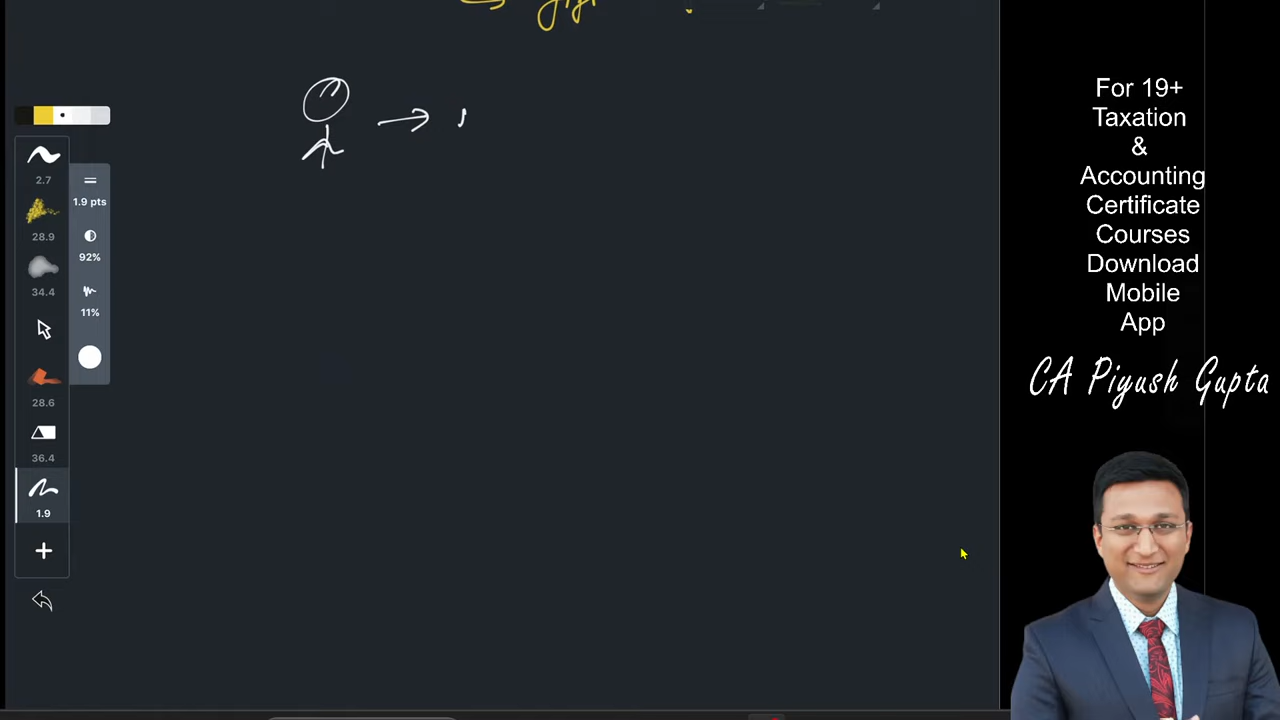 2.7
28.9
34.4
28.6
36.4
1.9
1.9 pts
92%
11%
For 19+
Taxation
&
Accounting
Certificate
Courses
Download
Mobile
App
CA Piyush Gupta